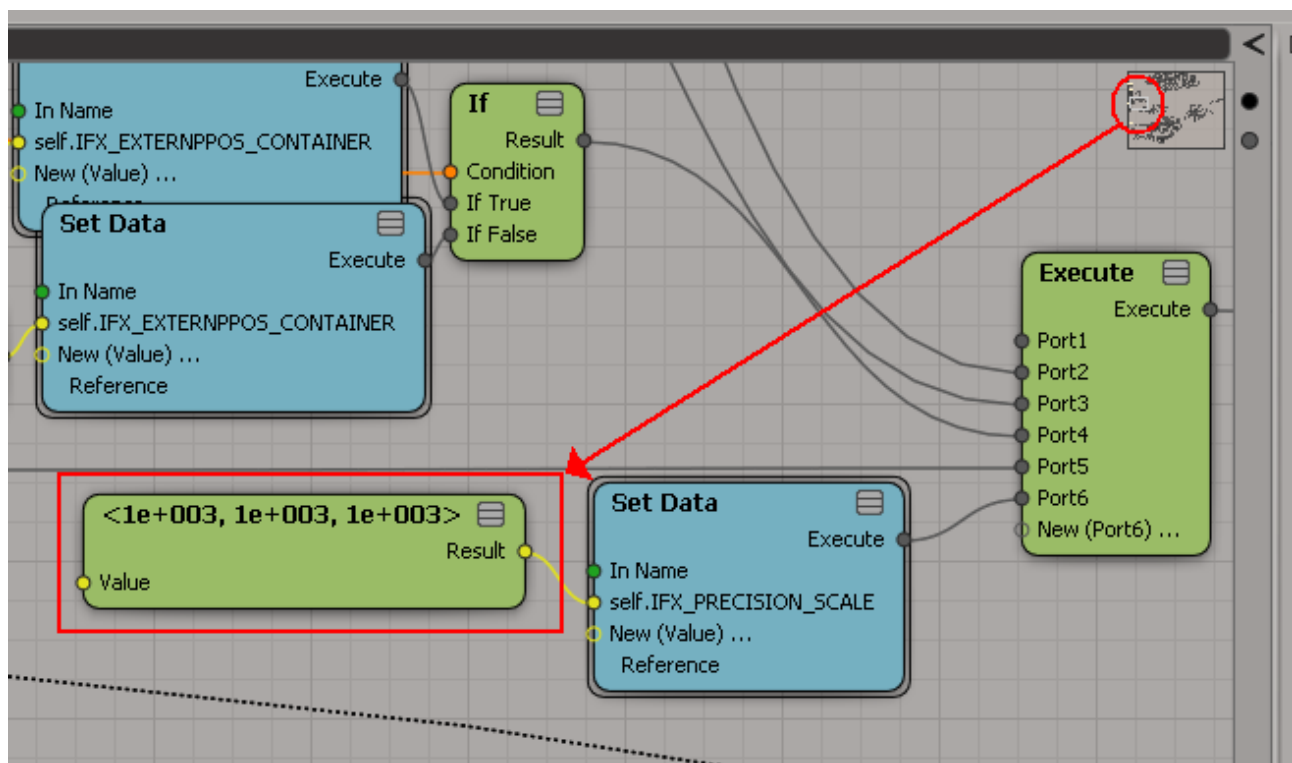 Execute
In Name
self.IFX_EXTERNPPOS_CONTAINER
New (Value) ...
Reference
Set Data
Execute
In Name
self.IFX_EXTERNPPOS_CONTAINER
New (Value) ...
Reference
If
Result
Condition
If True
If False
Execute
Execute
Port1
Port2
Port3
Port4
Port5
Port6
New (Port6) ...
<1e+003, 1e+003, 1e+003>
Result
Value
Set Data
Execute
In Name
self.IFX_PRECISION_SCALE
New (Value) ...
Reference